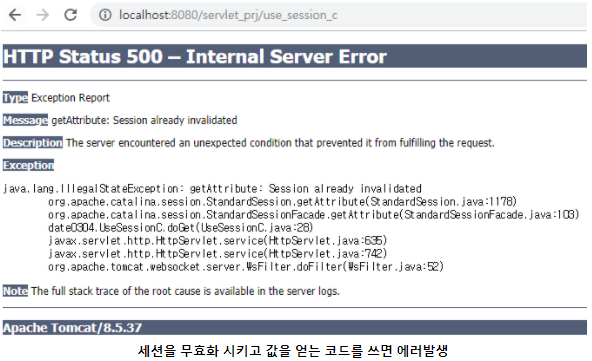 localhost:8080/servlet_prj/use_session_c
HTTP Status 500 – Internal Server Error
Type Exception Report
Message getAttribute: Session already invalidated
Description The server encountered an unexpected condition that prevented it from fulfilling the request.
Exception
java.lang.IllegalStateException: getAttribute: Session already invalidated
org.apache.catalina.session.StandardSession.getAttribute(StandardSession.java:1178)
org.apache.catalina.session.StandardSessionFacade.getAttribute(StandardSessionFacade.java:103)
date0304.UseSessionC.doGet(UseSessionC.java:28)
javax.servlet.http.HttpServlet.service(HttpServlet.java:635)
javax.servlet.http.HttpServlet.service(HttpServlet.java:742)
org.apache.tomcat.websocket.server.WsFilter.doFilter(WsFilter.java:52)
Note The full stack trace of the root cause is available in the server logs.
Apache Tomcat/8.5.37
세션을 무효화 시키고 값을 얻는 코드를 쓰면 에러발생